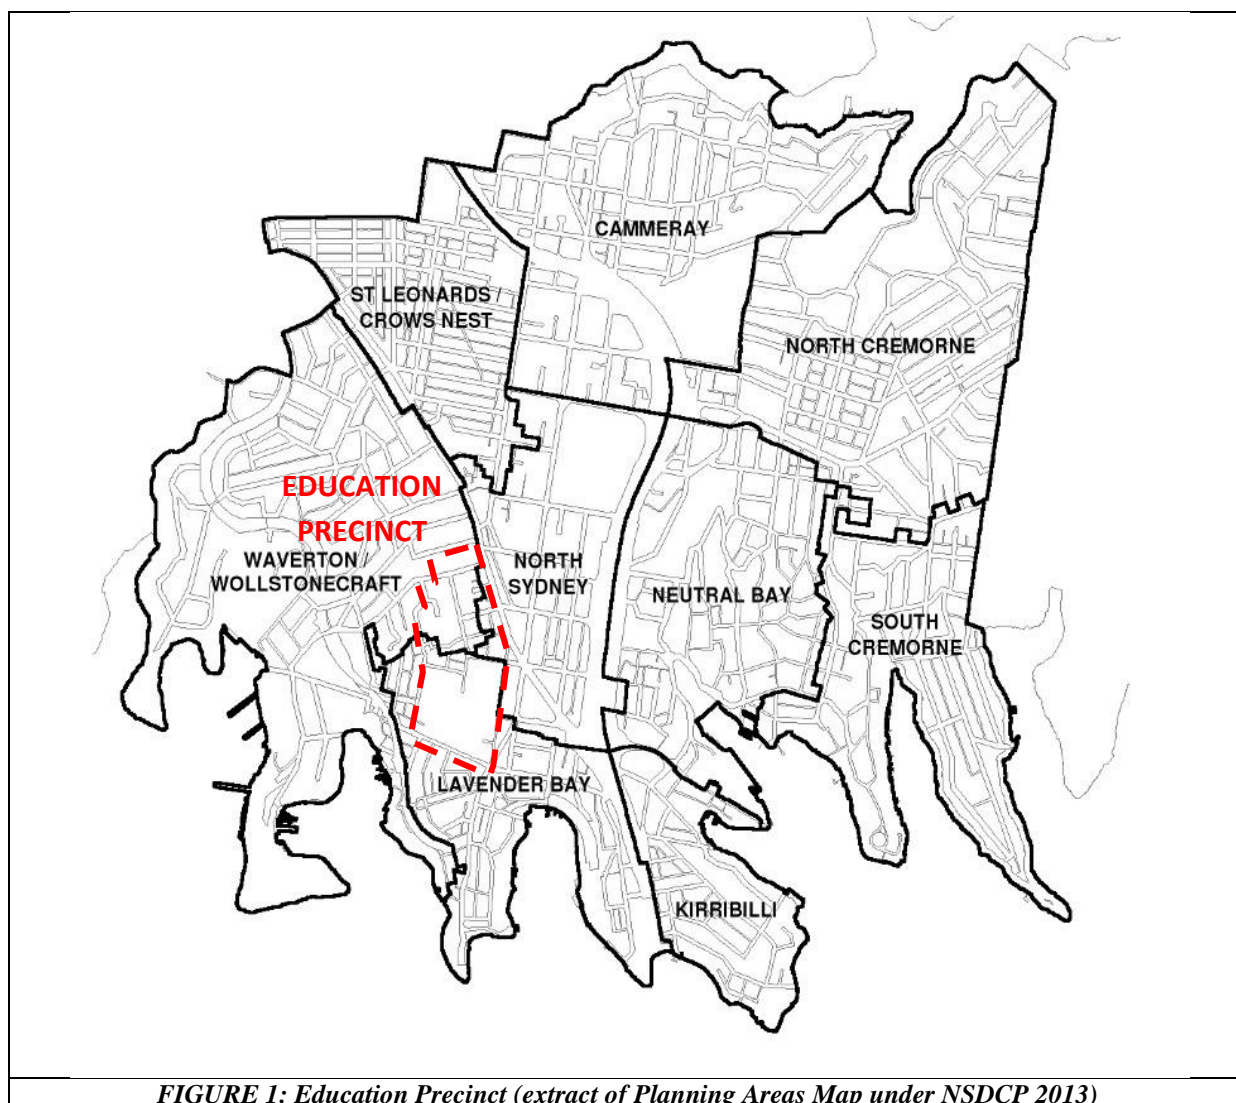 CAMMERAY
ST LEONARDS /
CROWS NEST
NORTH CREMORNE
EDUCATION
PRECINCT
WAVERTON /
WOLLSTONECRAFT
NORTH
SYDNEY
NEUTRAL BAY
SOUTH
CREMORNE
LAVENDER BAY
KIRRIBILLI
FIGURE 1: Education Precinct (extract of Planning Areas Map under NSDCP 2013)